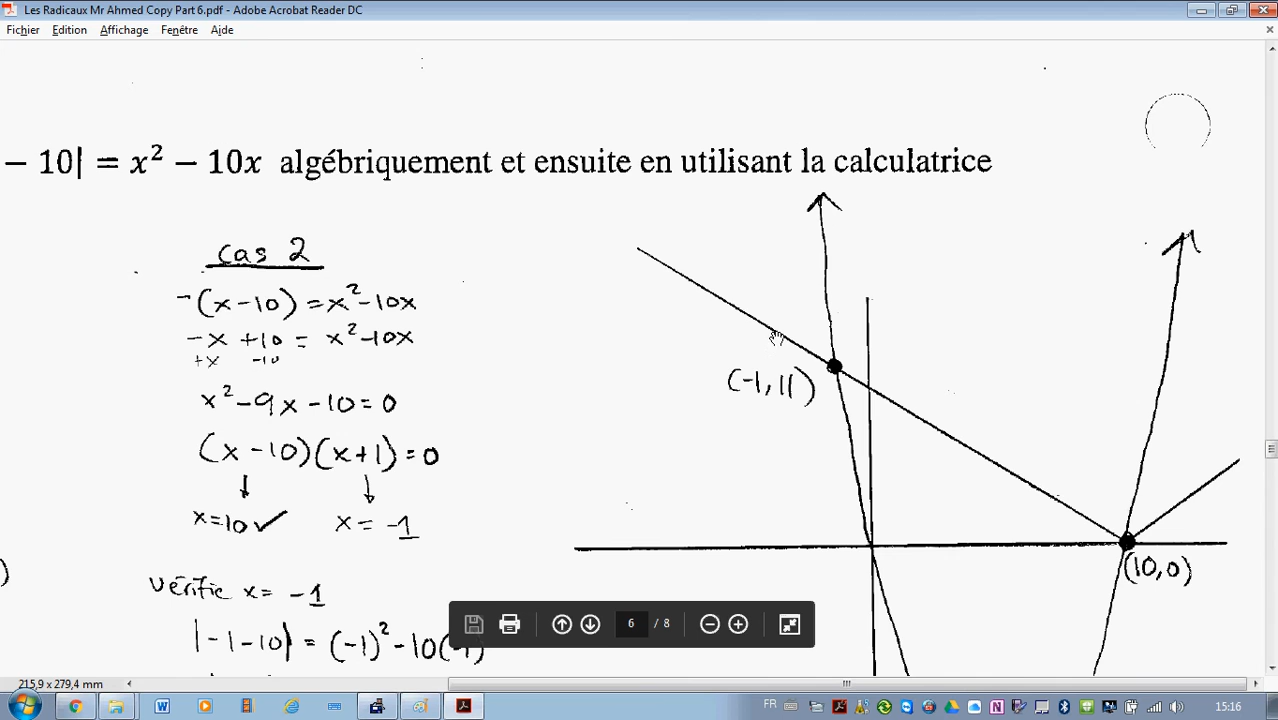 Les Radicaux Mr Ahmed Copy Part 6.pdf - Adobe Acrobat Reader DC
Fichier Edition Affichage Fenêtre Aide
− 10| = x² − 10x algébriquement et ensuite en utilisant la calculatrice
Cas 2
-(x-10) = x²-10x
-x +10 = x²-10x
+x -10
x²-9x-10=0
(x-10)(x+1)=0
x=10✓ x= -1
(-1,11)
(10,0)
)
Vérifie x= -1
|-1-10| = (-1)²-10(-1)
6 / 8
215,9 x 279,4 mm
FR 15:16